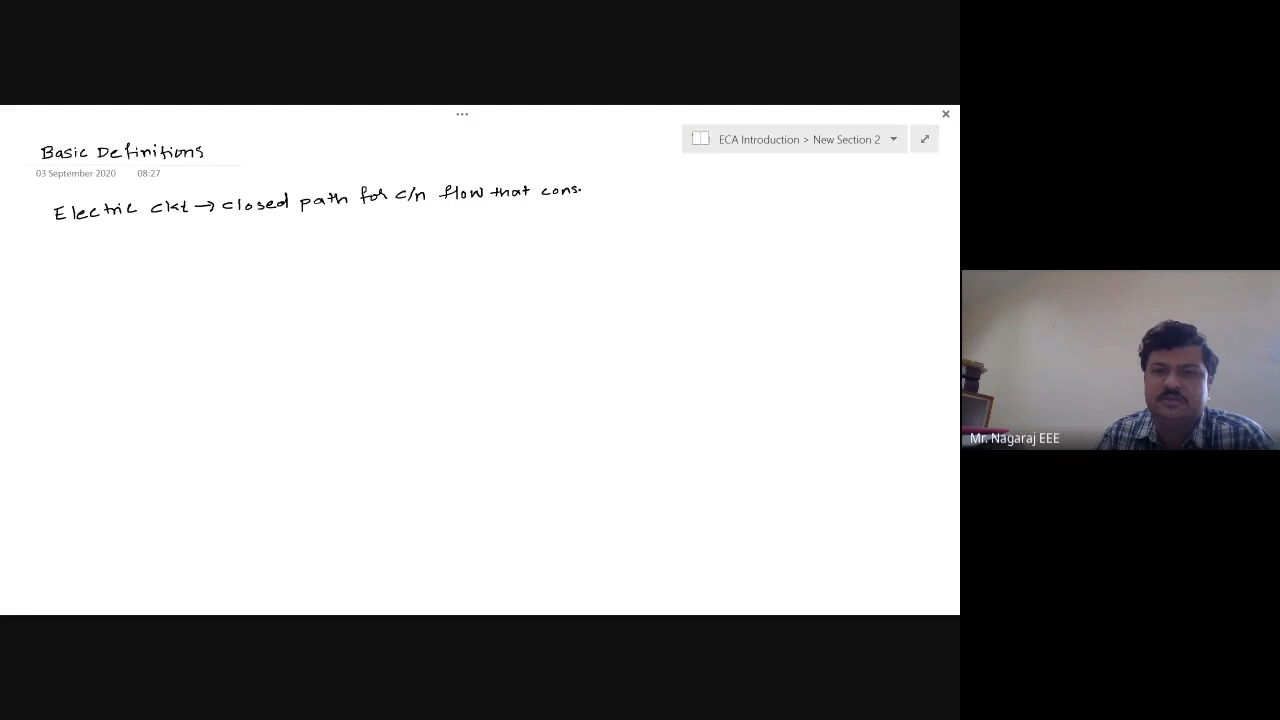 ECA Introduction > New Section 2
Basic Definitions
03 September 2020 08:27
Electric ckt → closed path for c/n flow that cons.
Mr. Nagaraj EEE